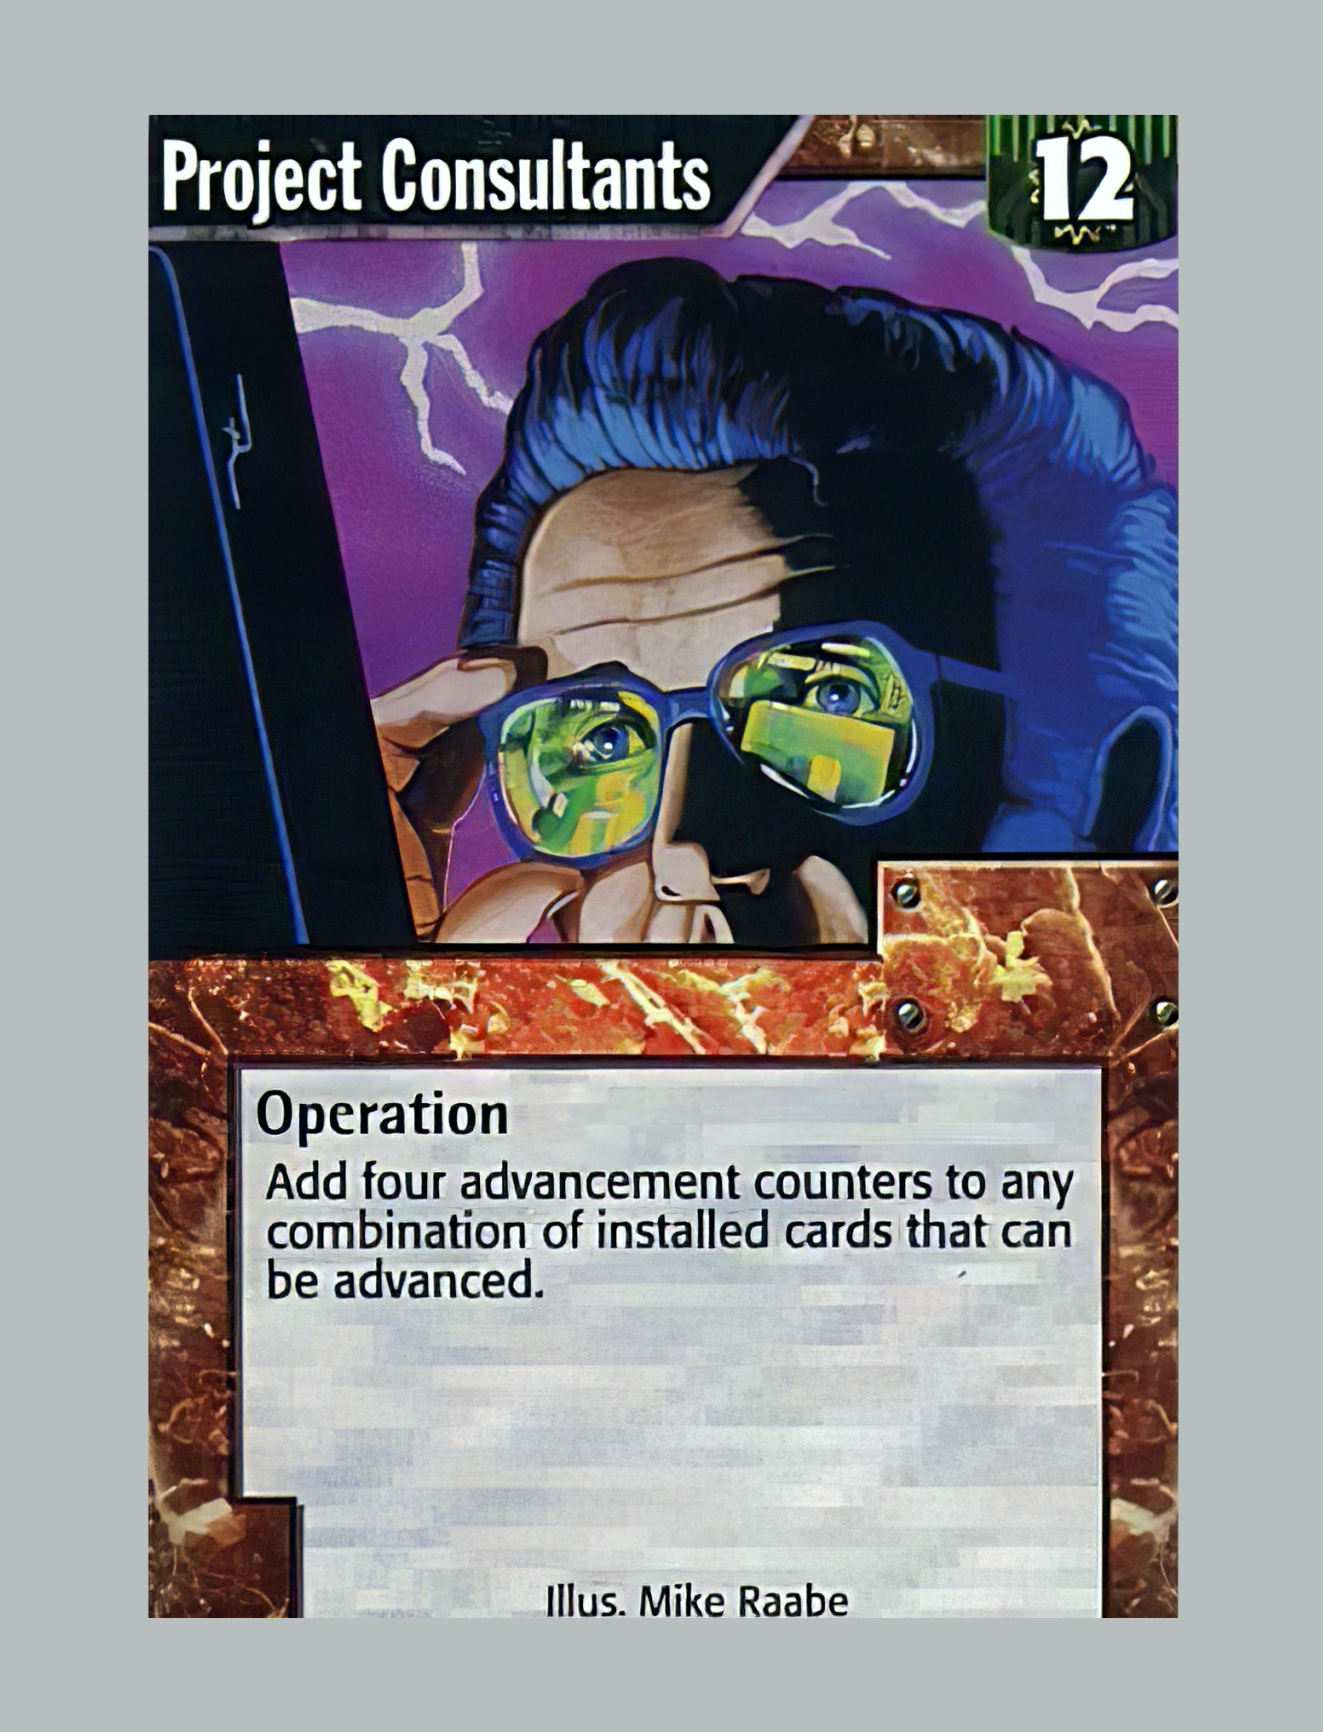 Project Consultants
12
Operation
Add four advancement counters to any
combination of installed cards that can
be advanced.
Illus. Mike Raabe